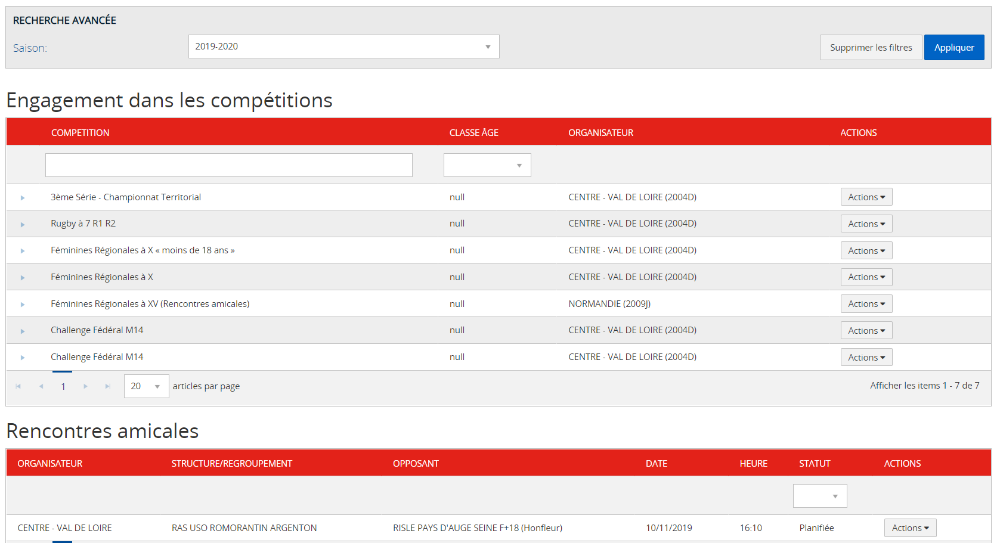 RECHERCHE AVANCÉE
Saison: 2019-2020 Supprimer les filtres Appliquer
Engagement dans les compétitions
COMPETITION CLASSE ÂGE ORGANISATEUR ACTIONS
3ème Série - Championnat Territorial null CENTRE - VAL DE LOIRE (2004D) Actions
Rugby à 7 R1 R2 null CENTRE - VAL DE LOIRE (2004D) Actions
Féminines Régionales à X « moins de 18 ans » null CENTRE - VAL DE LOIRE (2004D) Actions
Féminines Régionales à X null CENTRE - VAL DE LOIRE (2004D) Actions
Féminines Régionales à XV (Rencontres amicales) null NORMANDIE (2009J) Actions
Challenge Fédéral M14 null CENTRE - VAL DE LOIRE (2004D) Actions
Challenge Fédéral M14 null CENTRE - VAL DE LOIRE (2004D) Actions
1 20 articles par page Afficher les items 1 - 7 de 7
Rencontres amicales
ORGANISATEUR STRUCTURE/REGROUPEMENT OPPOSANT DATE HEURE STATUT ACTIONS
CENTRE - VAL DE LOIRE RAS USO ROMORANTIN ARGENTON RISLE PAYS D'AUGE SEINE F+18 (Honfleur) 10/11/2019 16:10 Planifiée Actions